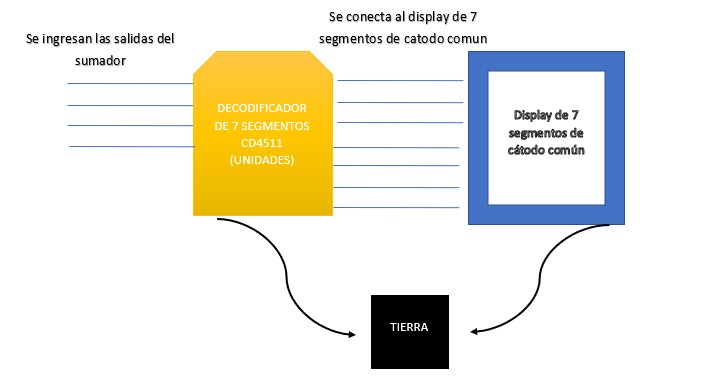 Se ingresan las salidas del
sumador
Se conecta al display de 7
segmentos de catodo comun
DECODIFICADOR
DE 7 SEGMENTOS
CD4511
(UNIDADES)
Display de 7
segmentos de
cátodo común
TIERRA